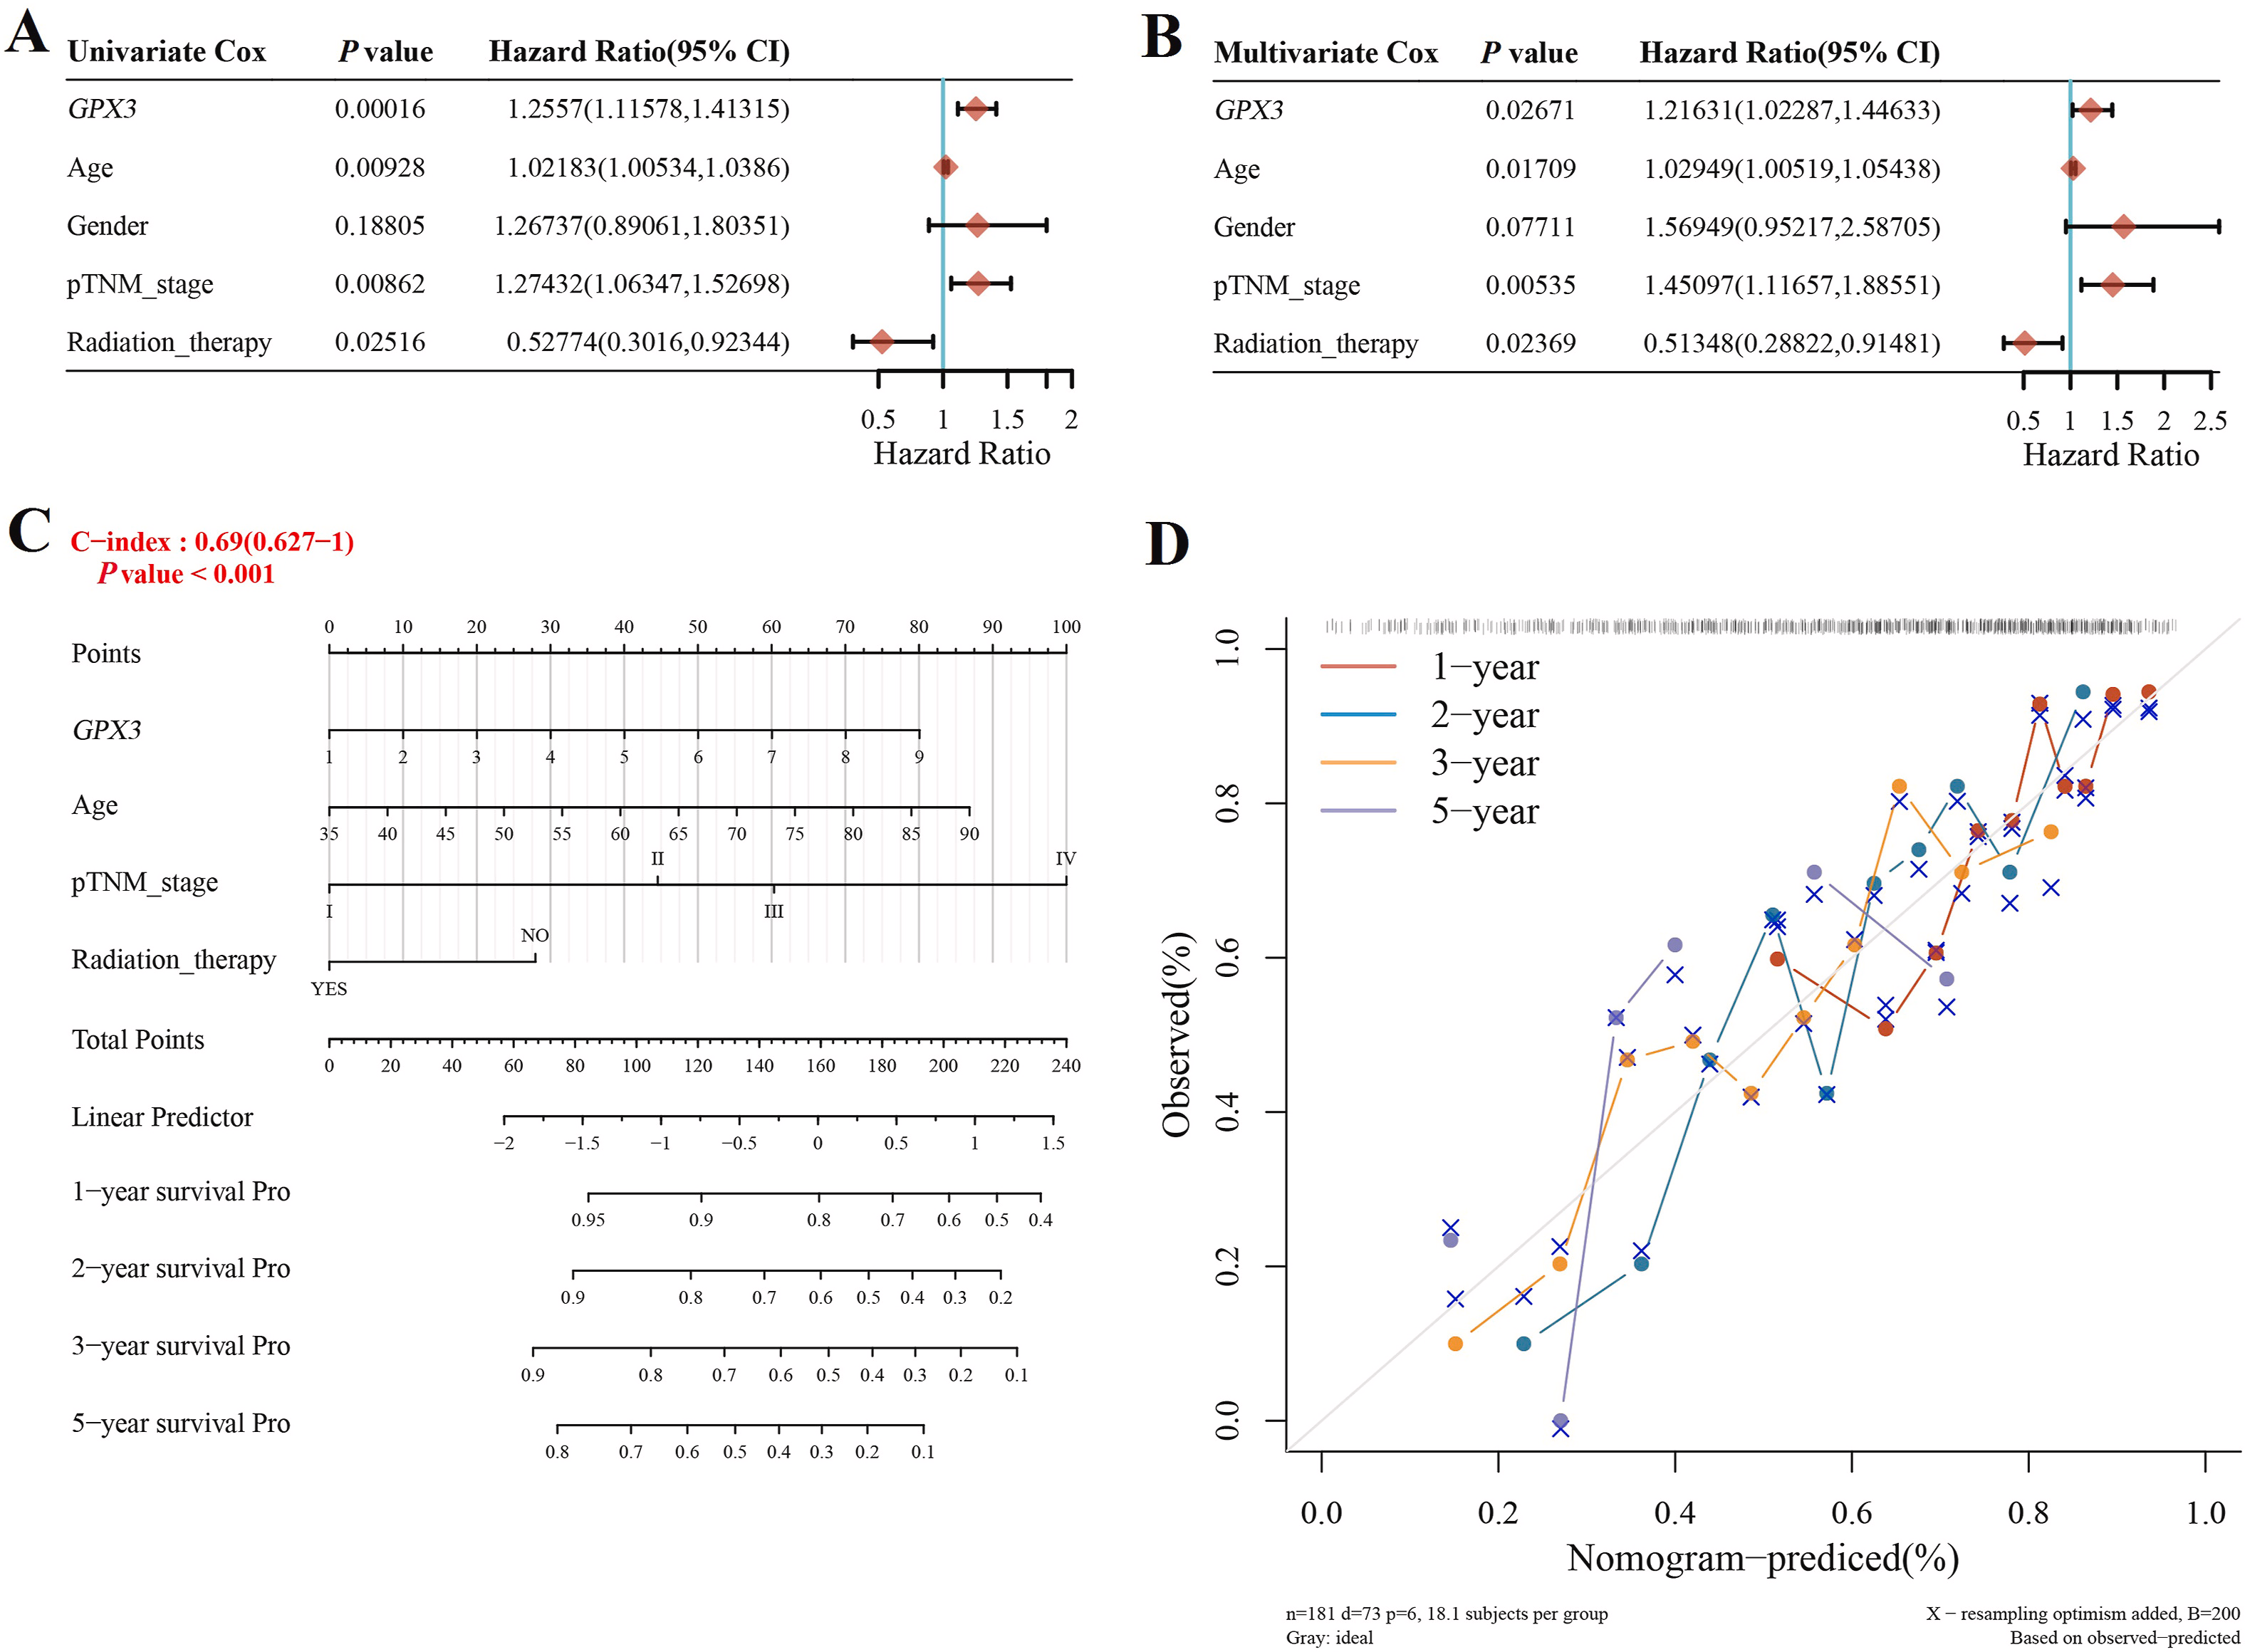 A
Univariate Cox P value Hazard Ratio(95% CI)
GPX3 0.00016 1.2557(1.11578,1.41315)
Age 0.00928 1.02183(1.00534,1.0386)
Gender 0.18805 1.26737(0.89061,1.80351)
pTNM_stage 0.00862 1.27432(1.06347,1.52698)
Radiation_therapy 0.02516 0.52774(0.3016,0.92344)
0.5 1 1.5 2
Hazard Ratio
B
Multivariate Cox P value Hazard Ratio(95% CI)
GPX3 0.02671 1.21631(1.02287,1.44633)
Age 0.01709 1.02949(1.00519,1.05438)
Gender 0.07711 1.56949(0.95217,2.58705)
pTNM_stage 0.00535 1.45097(1.11657,1.88551)
Radiation_therapy 0.02369 0.51348(0.28822,0.91481)
0.5 1 1.5 2 2.5
Hazard Ratio
C
C−index : 0.69(0.627−1)
P value < 0.001
0 10 20 30 40 50 60 70 80 90 100
Points
GPX3
1 2 3 4 5 6 7 8 9
Age
35 40 45 50 55 60 65 70 75 80 85 90
II IV
pTNM_stage
I III
NO
Radiation_therapy
YES
Total Points
0 20 40 60 80 100 120 140 160 180 200 220 240
Linear Predictor
−2 −1.5 −1 −0.5 0 0.5 1 1.5
1−year survival Pro
0.95 0.9 0.8 0.7 0.6 0.5 0.4
2−year survival Pro
0.9 0.8 0.7 0.6 0.5 0.4 0.3 0.2
3−year survival Pro
0.9 0.8 0.7 0.6 0.5 0.4 0.3 0.2 0.1
5−year survival Pro
0.8 0.7 0.6 0.5 0.4 0.3 0.2 0.1
D
1−year
2−year
3−year
5−year
Observed(%)
1.0
0.8
0.6
0.4
0.2
0.0
0.0 0.2 0.4 0.6 0.8 1.0
Nomogram−prediced(%)
n=181 d=73 p=6, 18.1 subjects per group
Gray: ideal
X − resampling optimism added, B=200
Based on observed−predicted